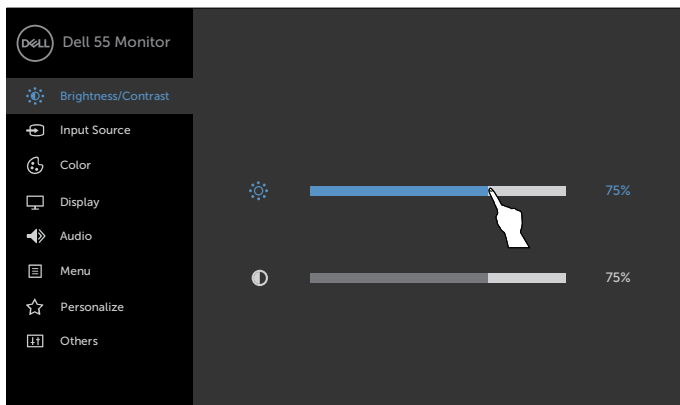 DELL
Dell 55 Monitor
Brightness/Contrast
Input Source
Color
Display
Audio
Menu
Personalize
Others
75%
75%